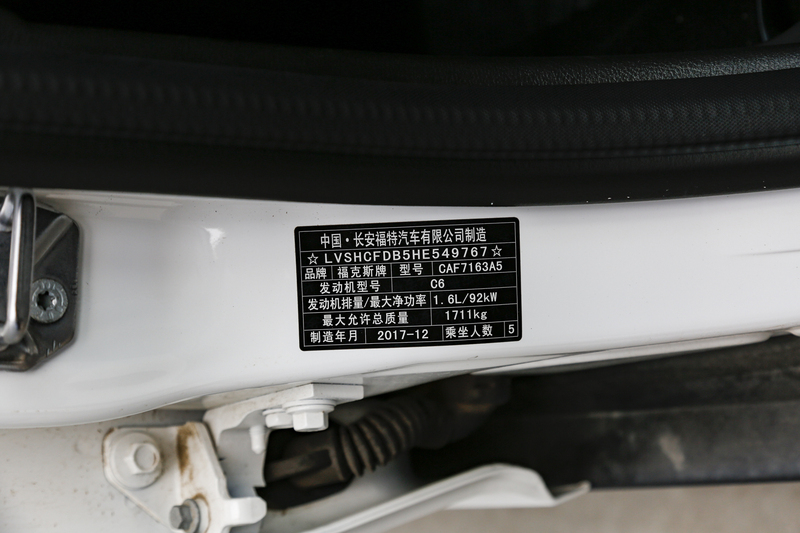 中国·长安福特汽车有限公司制造
☆LVSHCFDB5HE549767☆
品牌 福克斯牌 型号 CAF7163A5
发动机型号 C6
发动机排量/最大净功率 1.6L/92kW
最大允许总质量 1711kg
制造年月 2017-12 乘坐人数 5